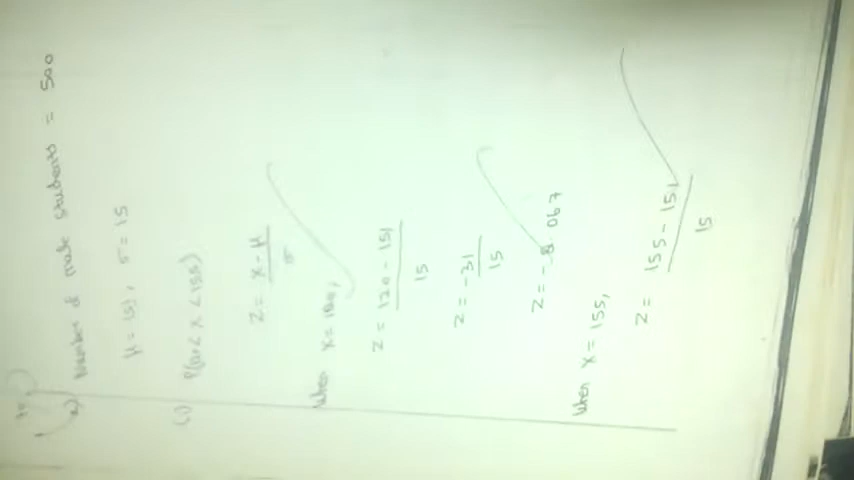 a) Number of male students = 500
μ = 151, σ = 15
(i) P(120 < X < 155)
Z = x - μ / σ
When x = 120,
Z = 120 - 151 / 15
Z = -31 / 15
Z = - 067
When x = 155,
Z = 155 - 151 / 15